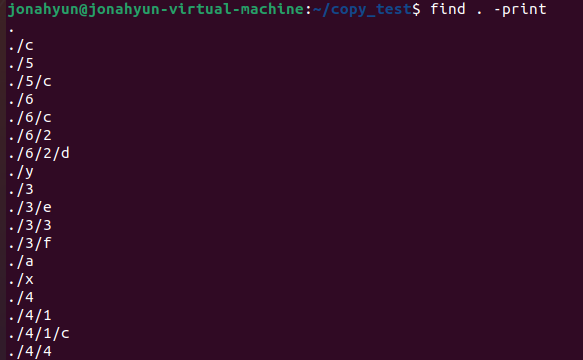 jonahyun@jonahyun-virtual-machine:~/copy_test$ find . -print
.
./c
./5
./5/c
./6
./6/c
./6/2
./6/2/d
./y
./3
./3/e
./3/3
./3/f
./a
./x
./4
./4/1
./4/1/c
./4/4